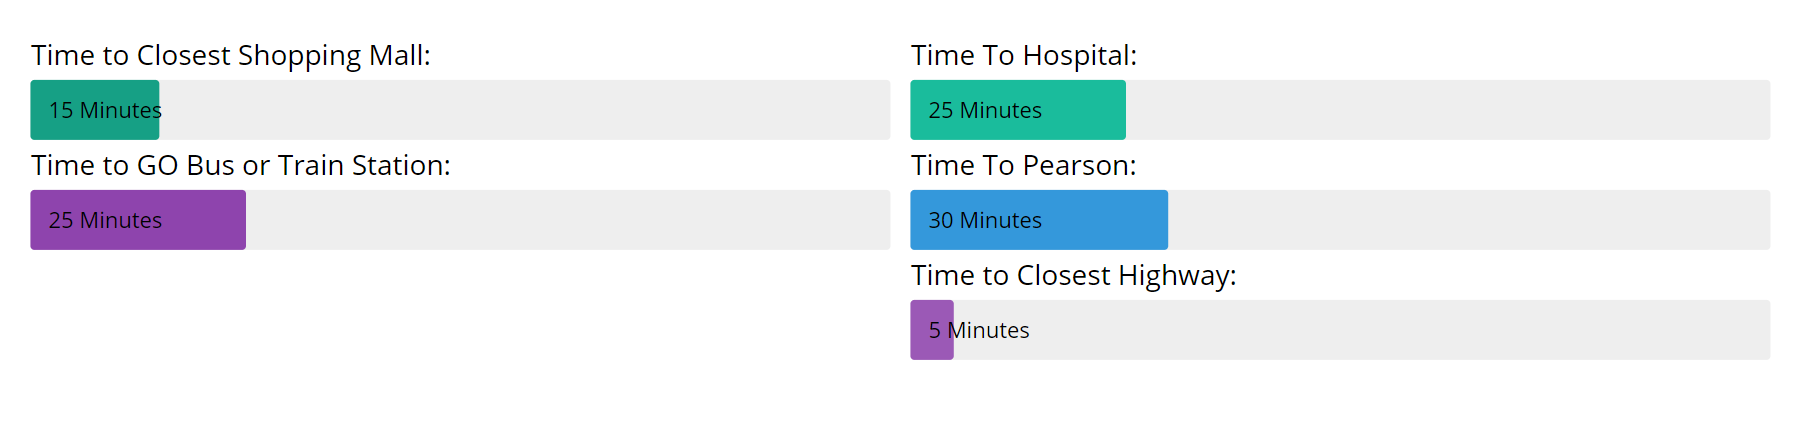 Time to Closest Shopping Mall:
15 Minutes
Time to GO Bus or Train Station:
25 Minutes
Time To Hospital:
25 Minutes
Time To Pearson:
30 Minutes
Time to Closest Highway:
5 Minutes